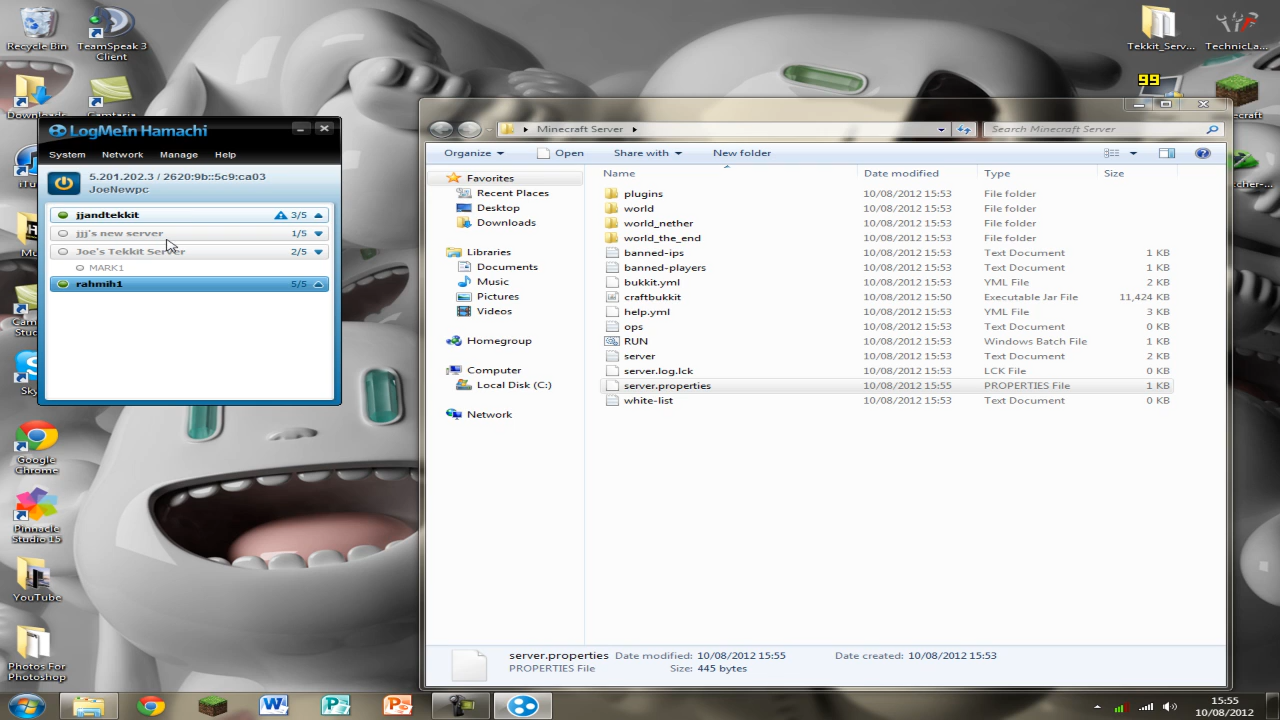 Recycle Bin
TeamSpeak 3
Client
Downloads
Camtasia
Google
Chrome
Pinnacle
Studio 15
YouTube
Photos For
Photoshop
Tekkit_Serv...
TechnicLa...
99
LogMeIn Hamachi
System Network Manage Help
5.201.202.3 / 2620:9b::5c9:ca03
JoeNewpc
jjandtekkit 3/5
jjj's new server 1/5
Joe's Tekkit Server 2/5
MARK1
rahmih1 5/5
Minecraft Server
Search Minecraft Server
Organize Open Share with New folder
Favorites
Recent Places
Desktop
Downloads
Libraries
Documents
Music
Pictures
Videos
Homegroup
Computer
Local Disk (C:)
Network
Name Date modified Type Size
plugins 10/08/2012 15:53 File folder
world 10/08/2012 15:53 File folder
world_nether 10/08/2012 15:53 File folder
world_the_end 10/08/2012 15:53 File folder
banned-ips 10/08/2012 15:53 Text Document 1 KB
banned-players 10/08/2012 15:53 Text Document 1 KB
bukkit.yml 10/08/2012 15:53 YML File 2 KB
craftbukkit 10/08/2012 15:50 Executable Jar File 11,424 KB
help.yml 10/08/2012 15:53 YML File 3 KB
ops 10/08/2012 15:53 Text Document 0 KB
RUN 10/08/2012 15:53 Windows Batch File 1 KB
server 10/08/2012 15:53 Text Document 2 KB
server.log.lck 10/08/2012 15:53 LCK File 0 KB
server.properties 10/08/2012 15:55 PROPERTIES File 1 KB
white-list 10/08/2012 15:53 Text Document 0 KB
server.properties Date modified: 10/08/2012 15:55 Date created: 10/08/2012 15:53
PROPERTIES File Size: 445 bytes
15:55
10/08/2012